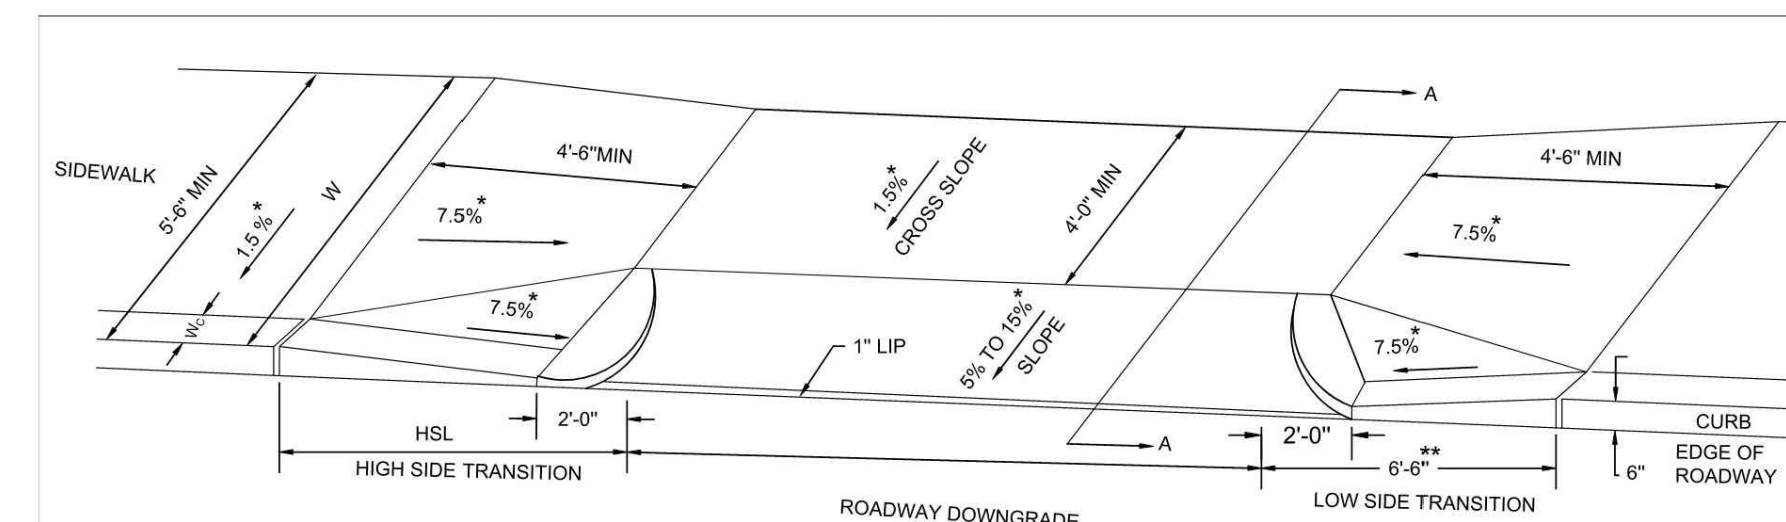 A
SIDEWALK
5'-6" MIN
1.5 %*
W
4'-6"MIN
7.5%*
1.5%*
CROSS SLOPE
4'-0" MIN
4'-6" MIN
7.5%*
Wc
7.5%*
1" LIP
5% TO 15%*
SLOPE
7.5%*
2'-0"
HSL
HIGH SIDE TRANSITION
A
2'-0"
6'-6"**
LOW SIDE TRANSITION
CURB
6"
EDGE OF
ROADWAY
ROADWAY DOWNGRADE